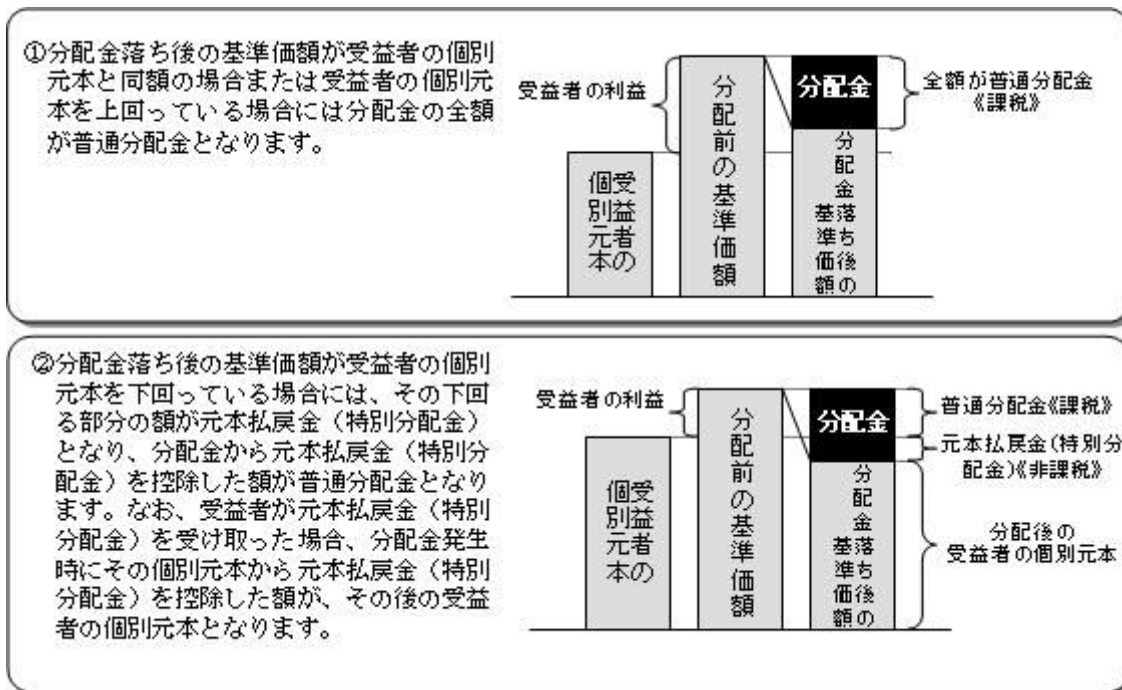 ①分配金落ち後の基準価額が受益者の個別
元本と同額の場合または受益者の個別元
本を上回っている場合には分配金の全額
が普通分配金となります。
受益者の利益
受益者の
個別元本
分配前の基準価額
分配金
分配金落ち後の
基準価額
全額が普通分配金
《課税》
②分配金落ち後の基準価額が受益者の個別
元本を下回っている場合には、その下回
る部分の額が元本払戻金（特別分配金）
となり、分配金から元本払戻金（特別分
配金）を控除した額が普通分配金となり
ます。なお、受益者が元本払戻金（特別
分配金）を受け取った場合、分配金発生
時にその個別元本から元本払戻金（特別
分配金）を控除した額が、その後の受益
者の個別元本となります。
受益者の利益
受益者の
個別元本
分配前の基準価額
分配金
分配金落ち後の
基準価額
普通分配金《課税》
元本払戻金(特別分
配金)《非課税》
分配後の
受益者の個別元本